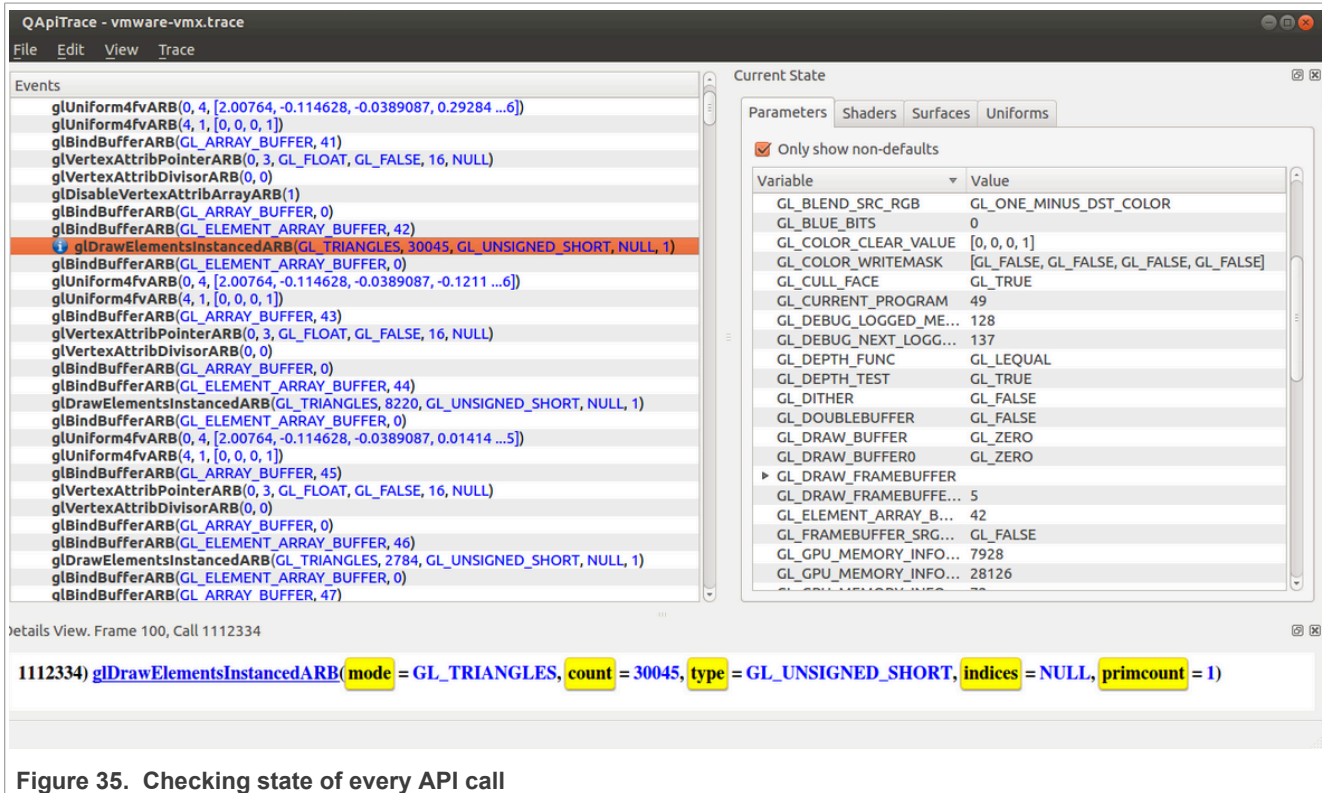 QApiTrace - vmware-vmx.trace
File Edit View Trace
Events
glUniform4fvARB(0, 4, [2.00764, -0.114628, -0.0389087, 0.29284 ...6])
glUniform4fvARB(4, 1, [0, 0, 0, 1])
glBindBufferARB(GL_ARRAY_BUFFER, 41)
glVertexAttribPointerARB(0, 3, GL_FLOAT, GL_FALSE, 16, NULL)
glVertexAttribDivisorARB(0, 0)
glDisableVertexAttribArrayARB(1)
glBindBufferARB(GL_ARRAY_BUFFER, 0)
glBindBufferARB(GL_ELEMENT_ARRAY_BUFFER, 42)
glDrawElementsInstancedARB(GL_TRIANGLES, 30045, GL_UNSIGNED_SHORT, NULL, 1)
glBindBufferARB(GL_ELEMENT_ARRAY_BUFFER, 0)
glUniform4fvARB(0, 4, [2.00764, -0.114628, -0.0389087, -0.1211 ...6])
glUniform4fvARB(4, 1, [0, 0, 0, 1])
glBindBufferARB(GL_ARRAY_BUFFER, 43)
glVertexAttribPointerARB(0, 3, GL_FLOAT, GL_FALSE, 16, NULL)
glVertexAttribDivisorARB(0, 0)
glBindBufferARB(GL_ARRAY_BUFFER, 0)
glBindBufferARB(GL_ELEMENT_ARRAY_BUFFER, 44)
glDrawElementsInstancedARB(GL_TRIANGLES, 8220, GL_UNSIGNED_SHORT, NULL, 1)
glBindBufferARB(GL_ELEMENT_ARRAY_BUFFER, 0)
glUniform4fvARB(0, 4, [2.00764, -0.114628, -0.0389087, 0.01414 ...5])
glUniform4fvARB(4, 1, [0, 0, 0, 1])
glBindBufferARB(GL_ARRAY_BUFFER, 45)
glVertexAttribPointerARB(0, 3, GL_FLOAT, GL_FALSE, 16, NULL)
glVertexAttribDivisorARB(0, 0)
glBindBufferARB(GL_ARRAY_BUFFER, 0)
glBindBufferARB(GL_ELEMENT_ARRAY_BUFFER, 46)
glDrawElementsInstancedARB(GL_TRIANGLES, 2784, GL_UNSIGNED_SHORT, NULL, 1)
glBindBufferARB(GL_ELEMENT_ARRAY_BUFFER, 0)
glBindBufferARB(GL_ARRAY_BUFFER, 47)
Current State
Parameters Shaders Surfaces Uniforms
Only show non-defaults
Variable Value
GL_BLEND_SRC_RGB GL_ONE_MINUS_DST_COLOR
GL_BLUE_BITS 0
GL_COLOR_CLEAR_VALUE [0, 0, 0, 1]
GL_COLOR_WRITEMASK [GL_FALSE, GL_FALSE, GL_FALSE, GL_FALSE]
GL_CULL_FACE GL_TRUE
GL_CURRENT_PROGRAM 49
GL_DEBUG_LOGGED_ME... 128
GL_DEBUG_NEXT_LOGG... 137
GL_DEPTH_FUNC GL_LEQUAL
GL_DEPTH_TEST GL_TRUE
GL_DITHER GL_FALSE
GL_DOUBLEBUFFER GL_FALSE
GL_DRAW_BUFFER GL_ZERO
GL_DRAW_BUFFER0 GL_ZERO
GL_DRAW_FRAMEBUFFER
GL_DRAW_FRAMEBUFFE... 5
GL_ELEMENT_ARRAY_B... 42
GL_FRAMEBUFFER_SRG... GL_FALSE
GL_GPU_MEMORY_INFO... 7928
GL_GPU_MEMORY_INFO... 28126
Details View. Frame 100, Call 1112334
1112334) glDrawElementsInstancedARB(mode = GL_TRIANGLES, count = 30045, type = GL_UNSIGNED_SHORT, indices = NULL, primcount = 1)
Figure 35. Checking state of every API call